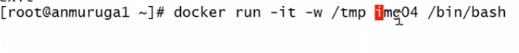 [root@anmuruga1 ~]# docker run -it -w /tmp ime04 /bin/bash